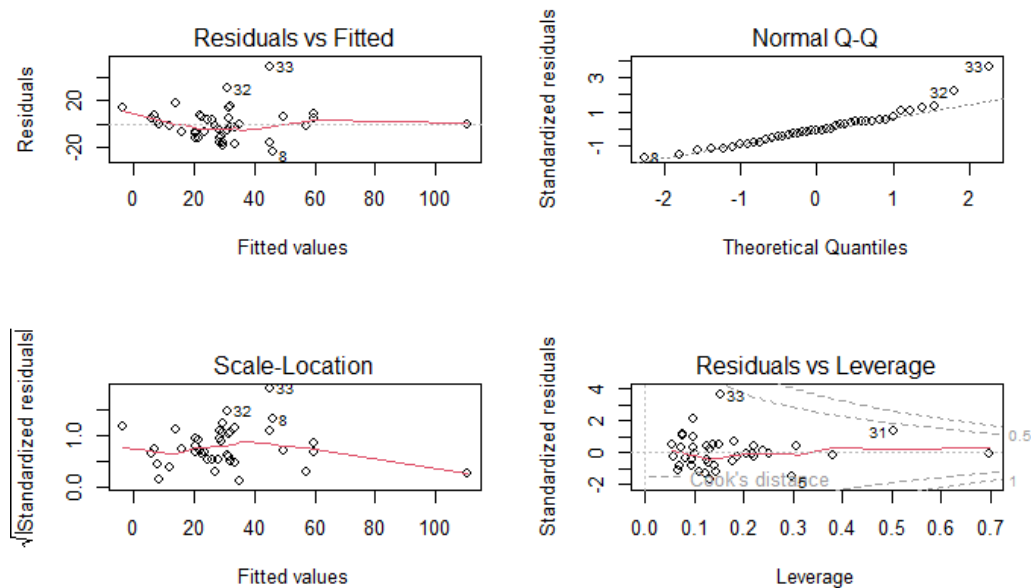 Residuals vs Fitted
Residuals
20
-20
33
32
8
0 20 40 60 80 100
Fitted values
Normal Q-Q
Standardized residuals
3
1
-1
33
32
8
-2 -1 0 1 2
Theoretical Quantiles
Scale-Location
√|Standardized residuals|
1.0
0.0
33
32
8
0 20 40 60 80 100
Fitted values
Residuals vs Leverage
Standardized residuals
4
2
0
-2
33
31
0.5
1
Cook's distance
0.0 0.1 0.2 0.3 0.4 0.5 0.6 0.7
Leverage